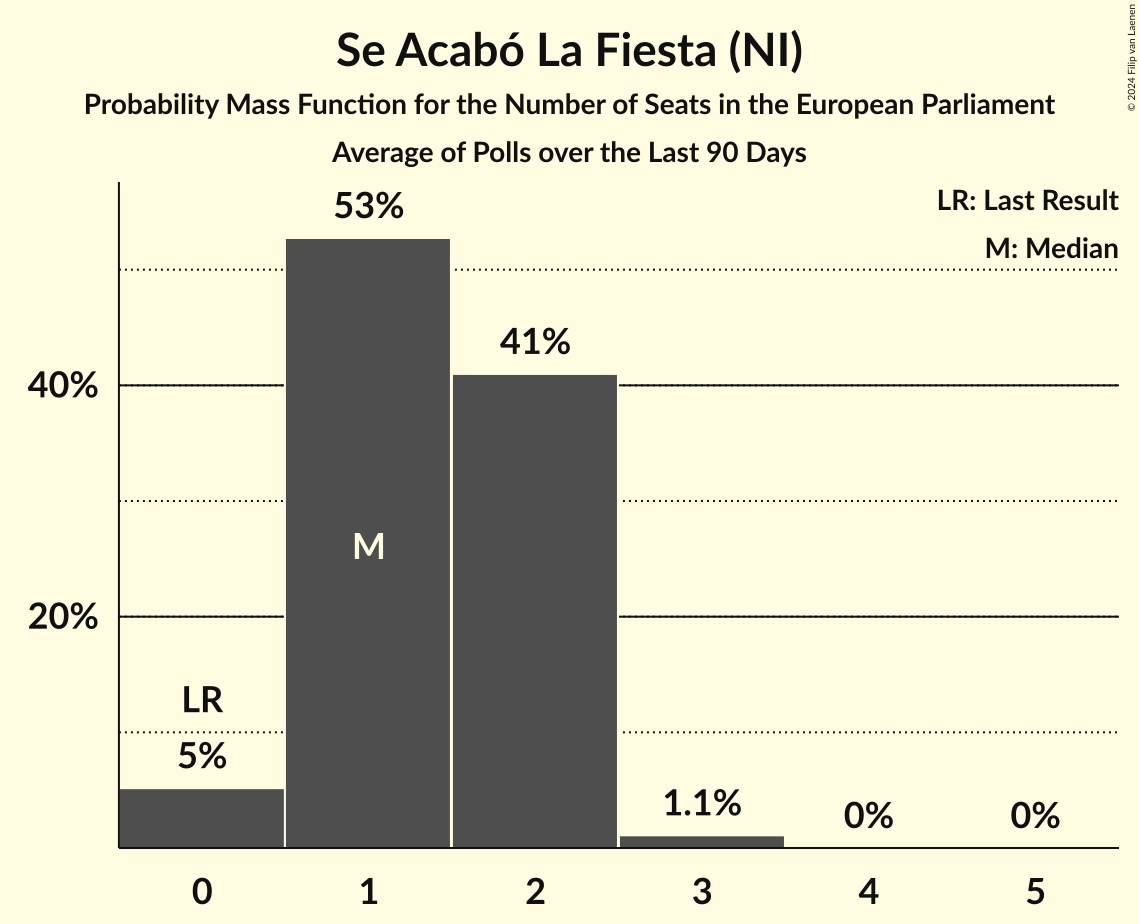 Se Acabó La Fiesta (NI)
Probability Mass Function for the Number of Seats in the European Parliament
Average of Polls over the Last 90 Days
© 2024 Filip van Laenen
LR: Last Result
M: Median
53%
41%
40%
M
20%
LR
5%
1.1%
0%
0%
0 1 2 3 4 5